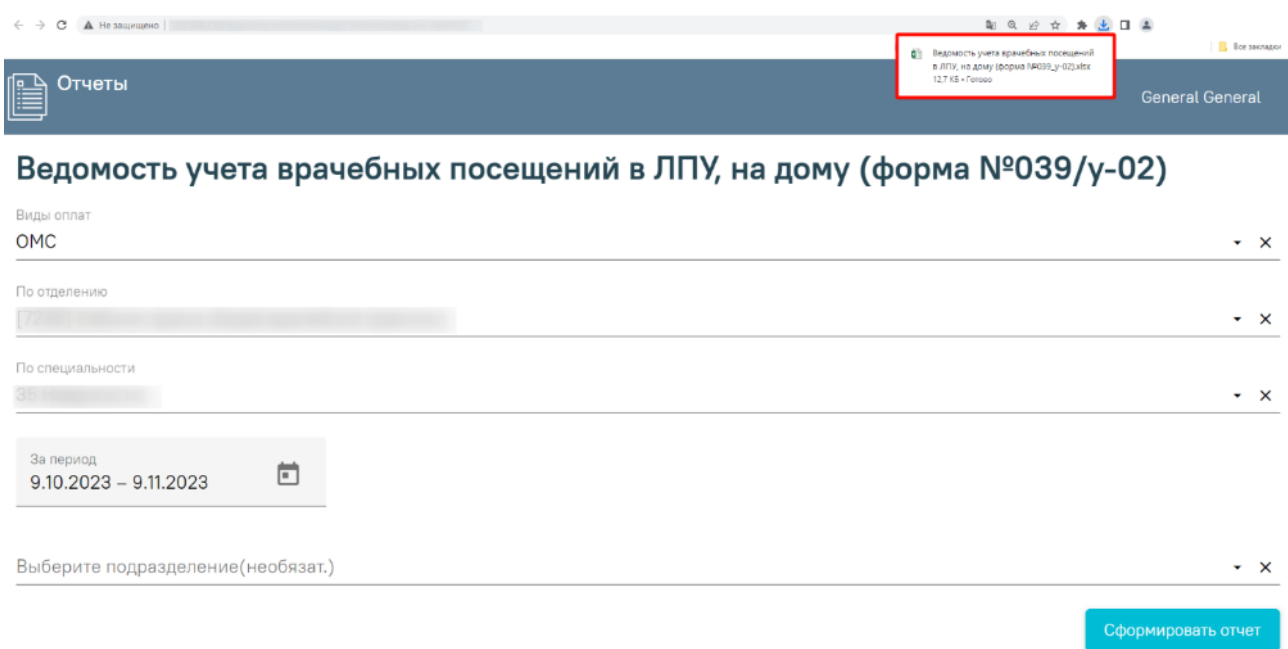 Не защищено
Все закладки
Ведомость учета врачебных посещений
в ЛПУ, на дому (форма №039_y-02).xlsx
12,7 КБ • Готово
Отчеты
General General
Ведомость учета врачебных посещений в ЛПУ, на дому (форма №039/у-02)
Виды оплат
ОМС
По отделению
По специальности
35
За период
9.10.2023 – 9.11.2023
Выберите подразделение(необязат.)
Сформировать отчет